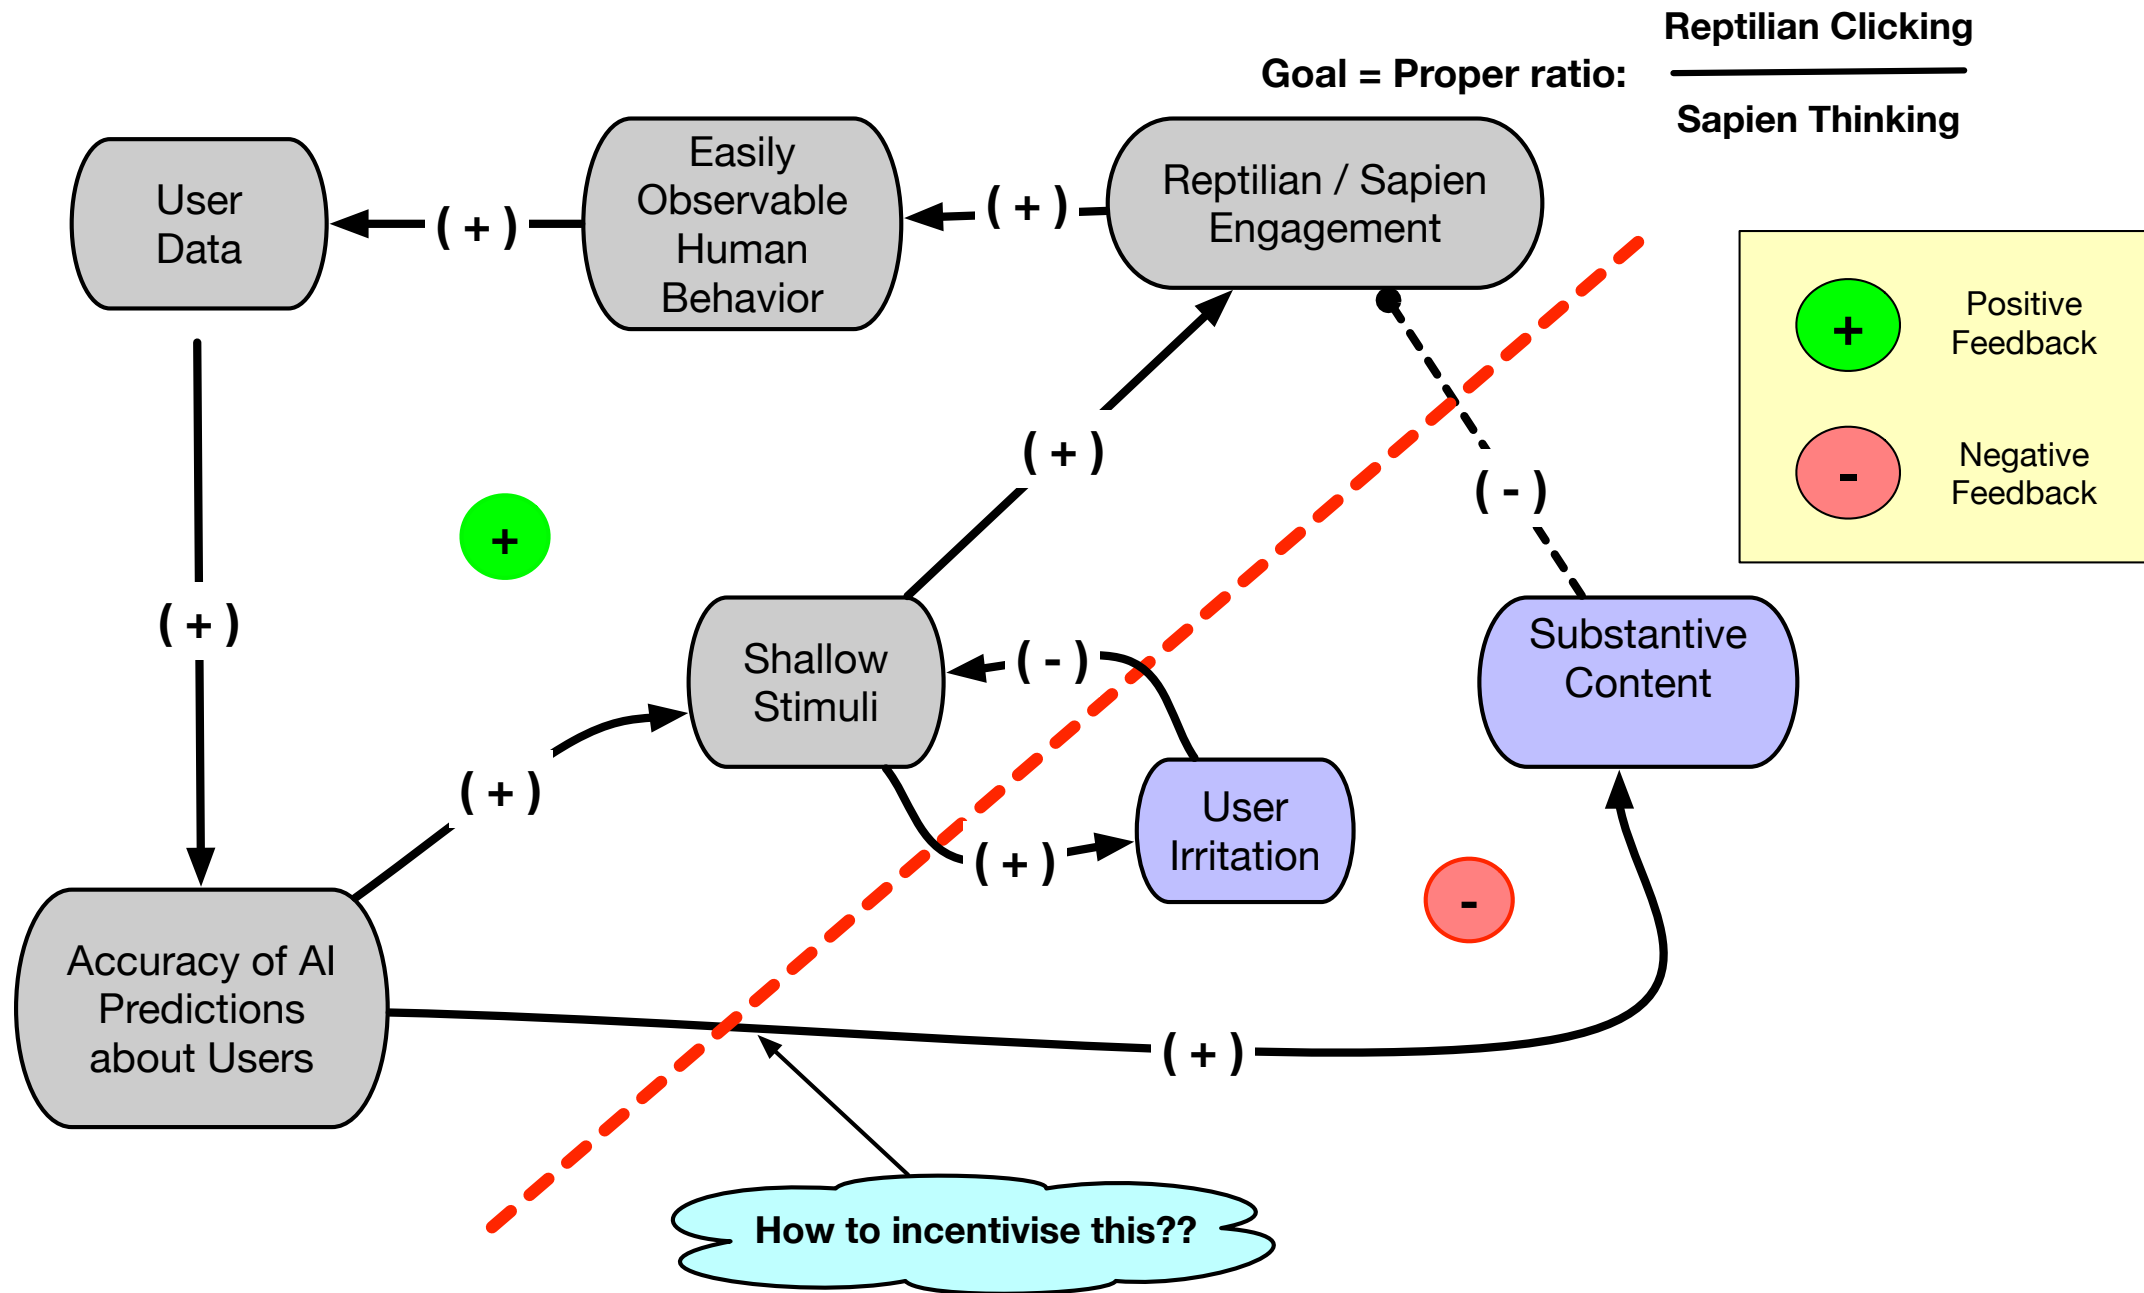 Reptilian Clicking
Goal = Proper ratio:
Sapien Thinking
User
Data
( + )
Easily
Observable
Human
Behavior
( + )
Reptilian / Sapien
Engagement
+
Positive
Feedback
-
Negative
Feedback
( + )
( - )
+
( + )
Shallow
Stimuli
( - )
Substantive
Content
( + )
User
Irritation
( + )
-
Accuracy of AI
Predictions
about Users
( + )
How to incentivise this??